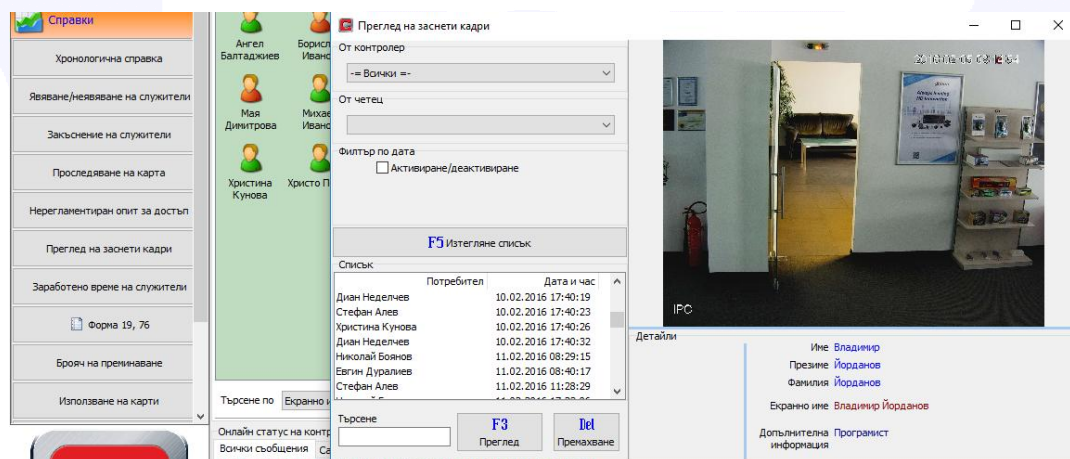 Справки
Хронологична справка
Явяване/неявяване на служители
Закъснение на служители
Проследяване на карта
Нерегламентиран опит за достъп
Преглед на заснети кадри
Заработено време на служители
Форма 19, 76
Брояч на преминаване
Използване на карти
Ангел
Балтаджиев
Мая
Димитрова
Христина
Кунова
Христо П
Търсене по Екранно и
Онлайн статус на контр
Всички съобщения
Преглед на заснети кадри
От контролер
-= Всички =-
От четец
Филтър по дата
Активиране/деактивиране
F5 Изтегляне списък
Списък
Потребител Дата и час
Диан Неделчев 10.02.2016 17:40:19
Стефан Алев 10.02.2016 17:40:23
Христина Кунова 10.02.2016 17:40:26
Диан Неделчев 10.02.2016 17:40:32
Николай Боянов 11.02.2016 08:29:15
Евгин Дуралиев 11.02.2016 08:40:17
Стефан Алев 11.02.2016 11:28:29
Търсене
F3
Преглед
Del
Премахване
IPC
Детайли
Име Владимир
Презиме Йорданов
Фамилия Йорданов
Екранно име Владимир Йорданов
Допълнителна Програмист
информация